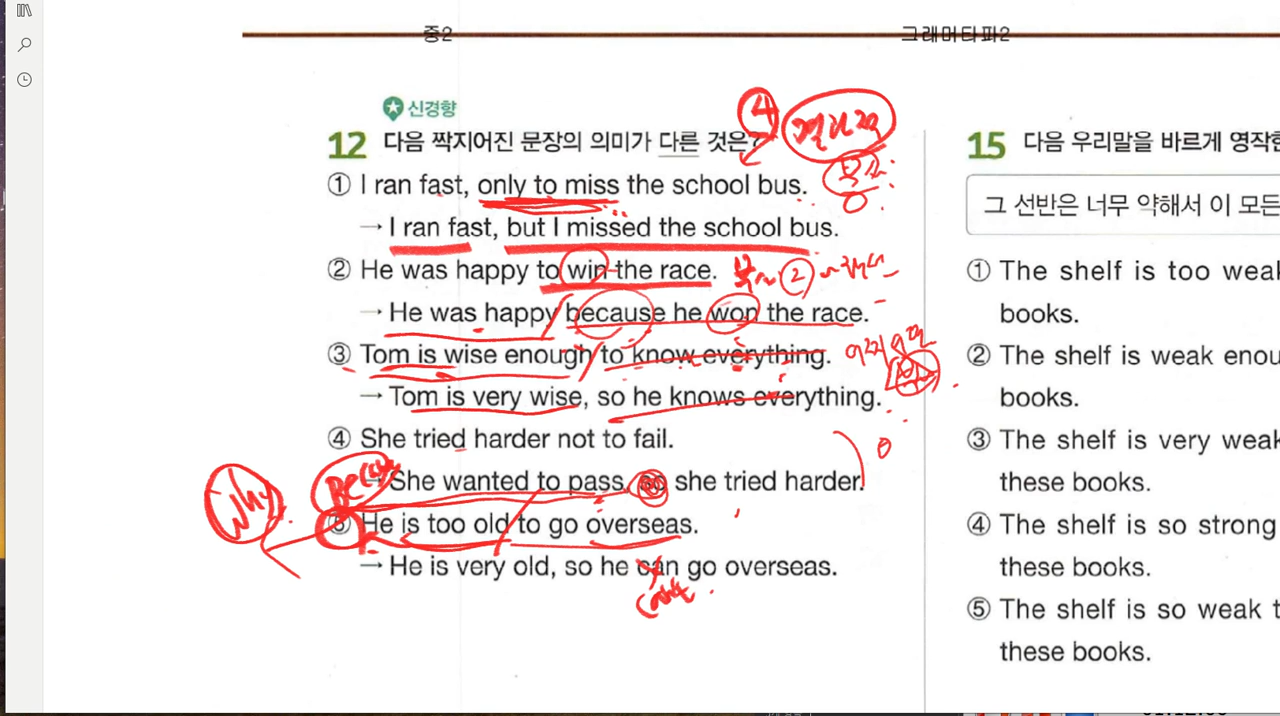 중2
그래머타파2
신경향
12 다음 짝지어진 문장의 의미가 다른 것은?
④
① I ran fast, only to miss the school bus.
→ I ran fast, but I missed the school bus.
② He was happy to win the race.
→ He was happy because he won the race.
③ Tom is wise enough to know everything.
→ Tom is very wise, so he knows everything.
④ She tried harder not to fail.
→ She wanted to pass, so she tried harder.
Why
⑤ He is too old to go overseas.
→ He is very old, so he can go overseas.
can't
15 다음 우리말을 바르게 영작한
그 선반은 너무 약해서 이 모든
① The shelf is too weak
books.
② The shelf is weak enou
books.
③ The shelf is very weak
these books.
④ The shelf is so strong
these books.
⑤ The shelf is so weak t
these books.